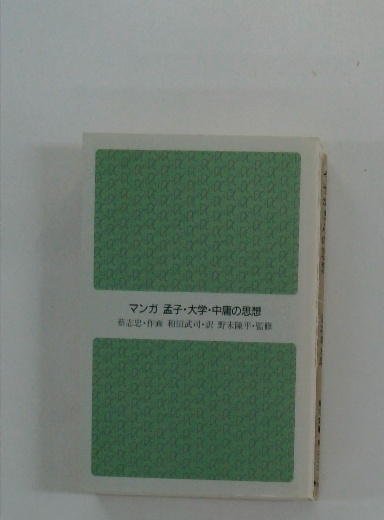 マンガ 孟子・大学・中庸の思想
蔡志忠・作画 和田武司・訳 野末陳平・監修